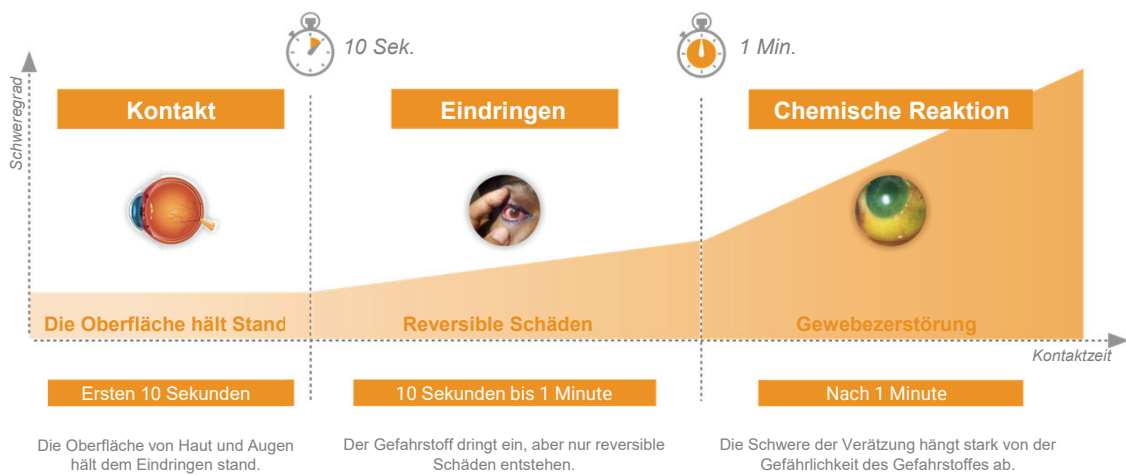 10 Sek.
1 Min.
Schweregrad
Kontakt
Eindringen
Chemische Reaktion
Die Oberfläche hält Stand
Reversible Schäden
Gewebezerstörung
Kontaktzeit
Ersten 10 Sekunden
10 Sekunden bis 1 Minute
Nach 1 Minute
Die Oberfläche von Haut und Augen
hält dem Eindringen stand.
Der Gefahrstoff dringt ein, aber nur reversible
Schäden entstehen.
Die Schwere der Verätzung hängt stark von der
Gefährlichkeit des Gefahrstoffes ab.